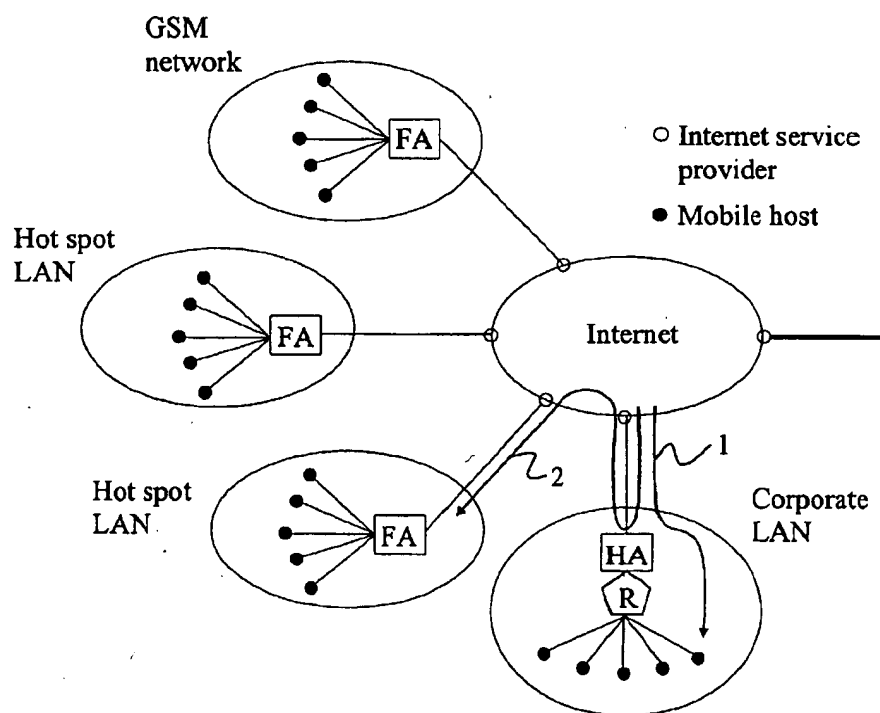 GSM
network
FA
Internet service
provider
Mobile host
Hot spot
LAN
FA
Internet
1
2
Hot spot
LAN
FA
Corporate
LAN
HA
R